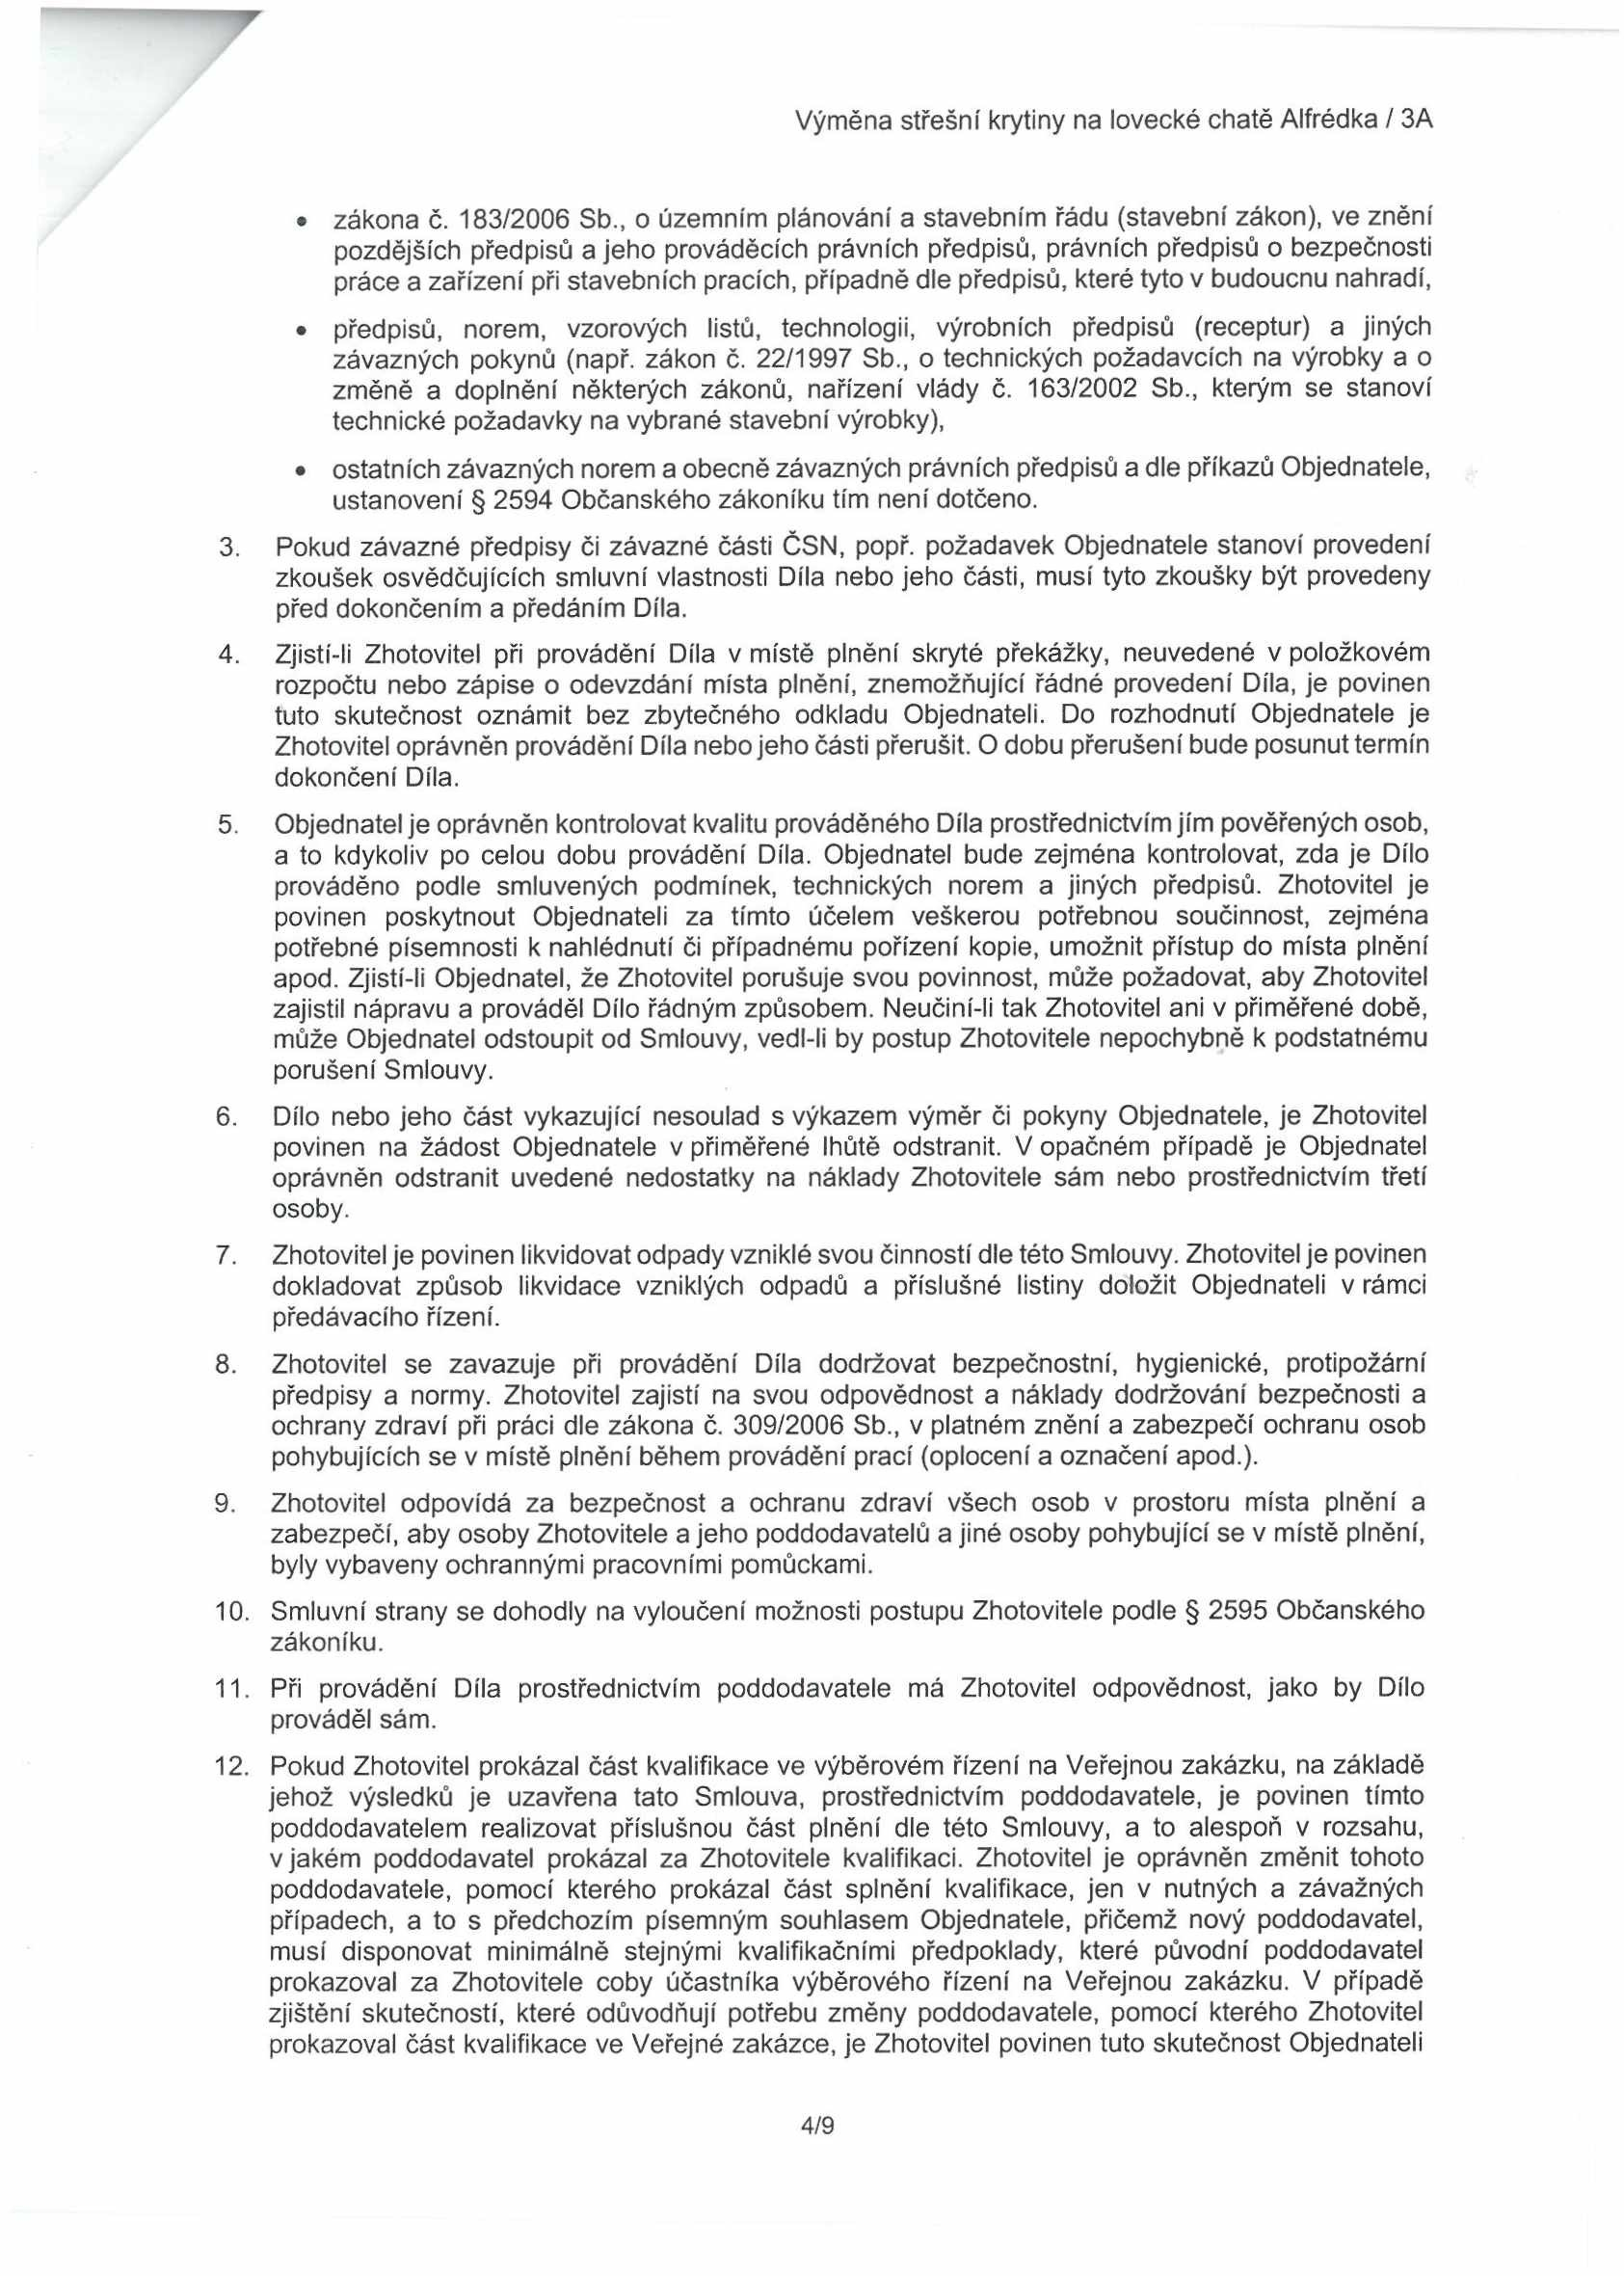 Výměna střešní krytiny na lovecké chatě Alfrédka / 3A
• zákona č. 183/2006 Sb., o územním plánování a stavebním řádu (stavební zákon), ve znění
pozdějších předpisů a jeho prováděcích právních předpisů, právních předpisů o bezpečnosti
práce a zařízení při stavebních pracích, případně dle předpisů, které tyto v budoucnu nahradí,
• předpisů, norem, vzorových listů, technologii, výrobních předpisů (receptur) a jiných
závazných pokynů (např. zákon č. 22/1997 Sb., o technických požadavcích na výrobky a o
změně a doplnění některých zákonů, nařízení vlády č. 163/2002 Sb., kterým se stanoví
technické požadavky na vybrané stavební výrobky),
• ostatních závazných norem a obecně závazných právních předpisů a dle příkazů Objednatele,
ustanovení § 2594 Občanského zákoníku tím není dotčeno.
3. Pokud závazné předpisy či závazné části ČSN, popř. požadavek Objednatele stanoví provedení
zkoušek osvědčujících smluvní vlastnosti Díla nebo jeho části, musí tyto zkoušky být provedeny
před dokončením a předáním Díla.
4. Zjistí-li Zhotovitel při provádění Díla v místě plnění skryté překážky, neuvedené v položkovém
rozpočtu nebo zápise o odevzdání místa plnění, znemožňující řádné provedení Díla, je povinen
tuto skutečnost oznámit bez zbytečného odkladu Objednateli. Do rozhodnutí Objednatele je
Zhotovitel oprávněn provádění Díla nebo jeho části přerušit. O dobu přerušení bude posunut termín
dokončení Díla.
5. Objednatel je oprávněn kontrolovat kvalitu prováděného Díla prostřednictvím jím pověřených osob,
a to kdykoliv po celou dobu provádění Díla. Objednatel bude zejména kontrolovat, zda je Dílo
prováděno podle smluvených podmínek, technických norem a jiných předpisů. Zhotovitel je
povinen poskytnout Objednateli za tímto účelem veškerou potřebnou součinnost, zejména
potřebné písemnosti k nahlédnutí či případnému pořízení kopie, umožnit přístup do místa plnění
apod. Zjistí-li Objednatel, že Zhotovitel porušuje svou povinnost, může požadovat, aby Zhotovitel
zajistil nápravu a prováděl Dílo řádným způsobem. Neučiní-li tak Zhotovitel ani v přiměřené době,
může Objednatel odstoupit od Smlouvy, vedl-li by postup Zhotovitele nepochybně k podstatnému
porušení Smlouvy.
6. Dílo nebo jeho část vykazující nesoulad s výkazem výměr či pokyny Objednatele, je Zhotovitel
povinen na žádost Objednatele v přiměřené lhůtě odstranit. V opačném případě je Objednatel
oprávněn odstranit uvedené nedostatky na náklady Zhotovitele sám nebo prostřednictvím třetí
osoby.
7. Zhotovitel je povinen likvidovat odpady vzniklé svou činností dle této Smlouvy. Zhotovitel je povinen
dokladovat způsob likvidace vzniklých odpadů a příslušné listiny doložit Objednateli v rámci
předávacího řízení.
8. Zhotovitel se zavazuje při provádění Díla dodržovat bezpečnostní, hygienické, protipožární
předpisy a normy. Zhotovitel zajistí na svou odpovědnost a náklady dodržování bezpečnosti a
ochrany zdraví při práci dle zákona č. 309/2006 Sb., v platném znění a zabezpečí ochranu osob
pohybujících se v místě plnění během provádění prací (oplocení a označení apod.).
9. Zhotovitel odpovídá za bezpečnost a ochranu zdraví všech osob v prostoru místa plnění a
zabezpečí, aby osoby Zhotovitele a jeho poddodavatelů a jiné osoby pohybující se v místě plnění,
byly vybaveny ochrannými pracovními pomůckami.
10. Smluvní strany se dohodly na vyloučení možnosti postupu Zhotovitele podle § 2595 Občanského
zákoníku.
11. Při provádění Díla prostřednictvím poddodavatele má Zhotovitel odpovědnost, jako by Dílo
prováděl sám.
12. Pokud Zhotovitel prokázal část kvalifikace ve výběrovém řízení na Veřejnou zakázku, na základě
jehož výsledků je uzavřena tato Smlouva, prostřednictvím poddodavatele, je povinen tímto
poddodavatelem realizovat příslušnou část plnění dle této Smlouvy, a to alespoň v rozsahu,
v jakém poddodavatel prokázal za Zhotovitele kvalifikaci. Zhotovitel je oprávněn změnit tohoto
poddodavatele, pomocí kterého prokázal část splnění kvalifikace, jen v nutných a závažných
případech, a to s předchozím písemným souhlasem Objednatele, přičemž nový poddodavatel,
musí disponovat minimálně stejnými kvalifikačními předpoklady, které původní poddodavatel
prokazoval za Zhotovitele coby účastníka výběrového řízení na Veřejnou zakázku. V případě
zjištění skutečností, které odůvodňují potřebu změny poddodavatele, pomocí kterého Zhotovitel
prokazoval část kvalifikace ve Veřejné zakázce, je Zhotovitel povinen tuto skutečnost Objednateli
4/9